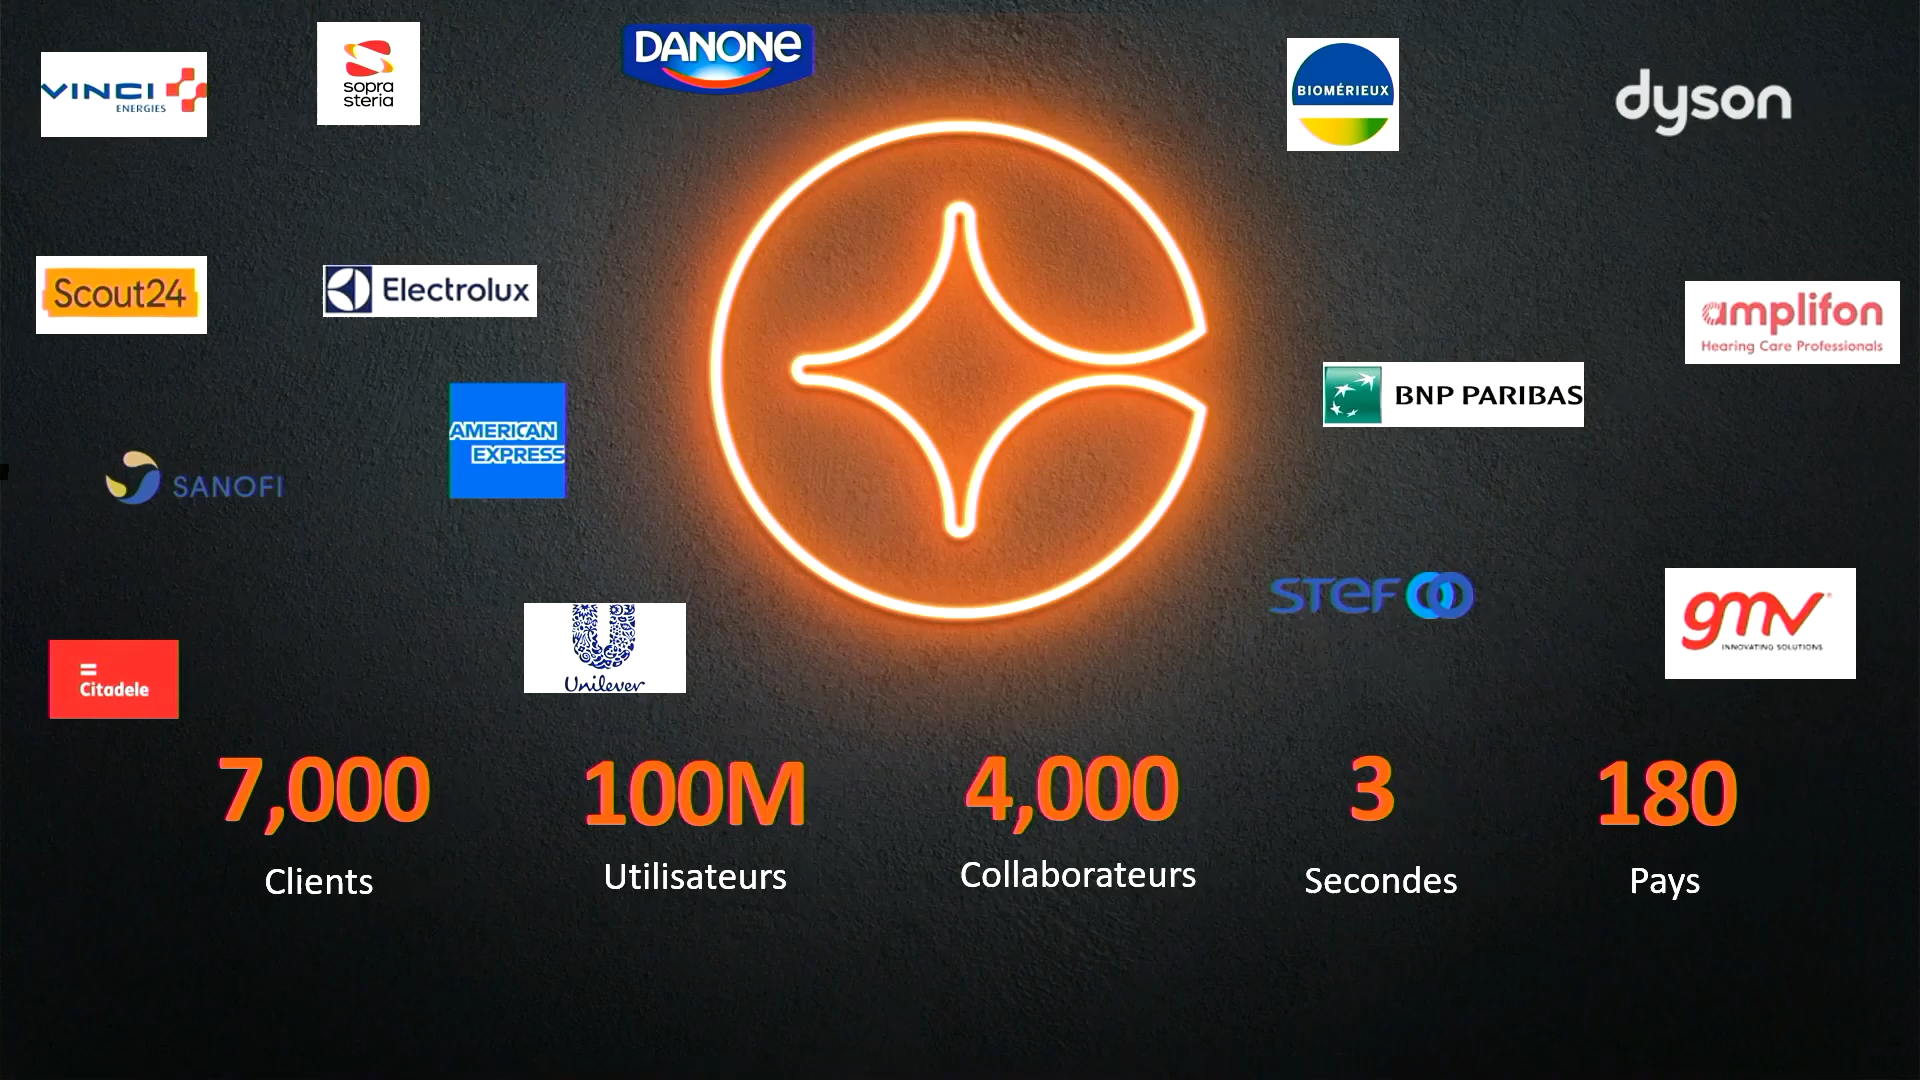 VINCI
ENERGIES
sopra
steria
DANONE
BIOMÉRIEUX
dyson
Scout24
Electrolux
amplifon
Hearing Care Professionals
BNP PARIBAS
AMERICAN
EXPRESS
SANOFI
STEF
gmv
INNOVATING SOLUTIONS
Unilever
Citadele
7,000
100M
4,000
3
180
Clients
Utilisateurs
Collaborateurs
Secondes
Pays